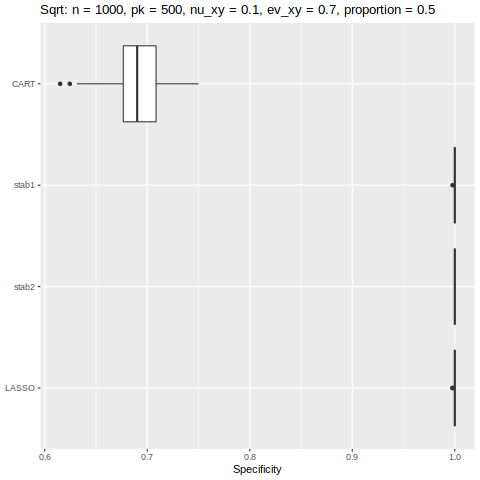 Sqrt: n = 1000, pk = 500, nu_xy = 0.1, ev_xy = 0.7, proportion = 0.5
CART
stab1
stab2
LASSO
0.6 0.7 0.8 0.9 1.0
Specificity